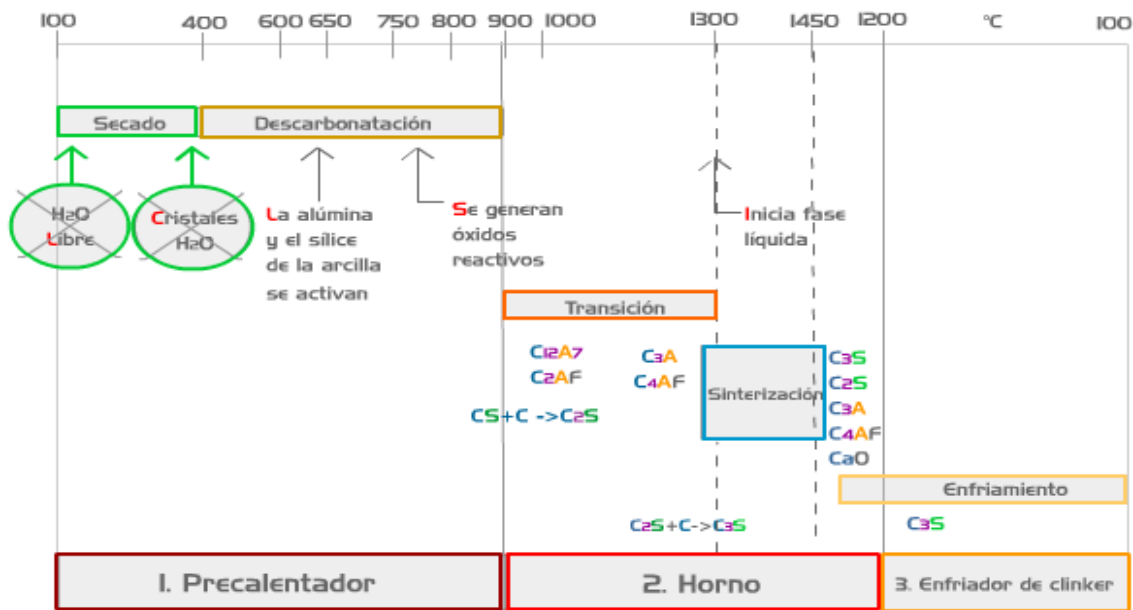 100 400 600 650 750 800 900 1000 1300 1450 1200 °C 100
Secado
Descarbonatación
H2O
Libre
Cristales
H2O
La alúmina
y el sílice
de la arcilla
se activan
Se generan
óxidos
reactivos
Inicia fase
líquida
Transición
C12A7
C2AF
CS+C ->C2S
C3A
C4AF
Sinterización
C3S
C2S
C3A
C4AF
CaO
Enfriamiento
C2S+C->C3S
C3S
1. Precalentador
2. Horno
3. Enfriador de clinker